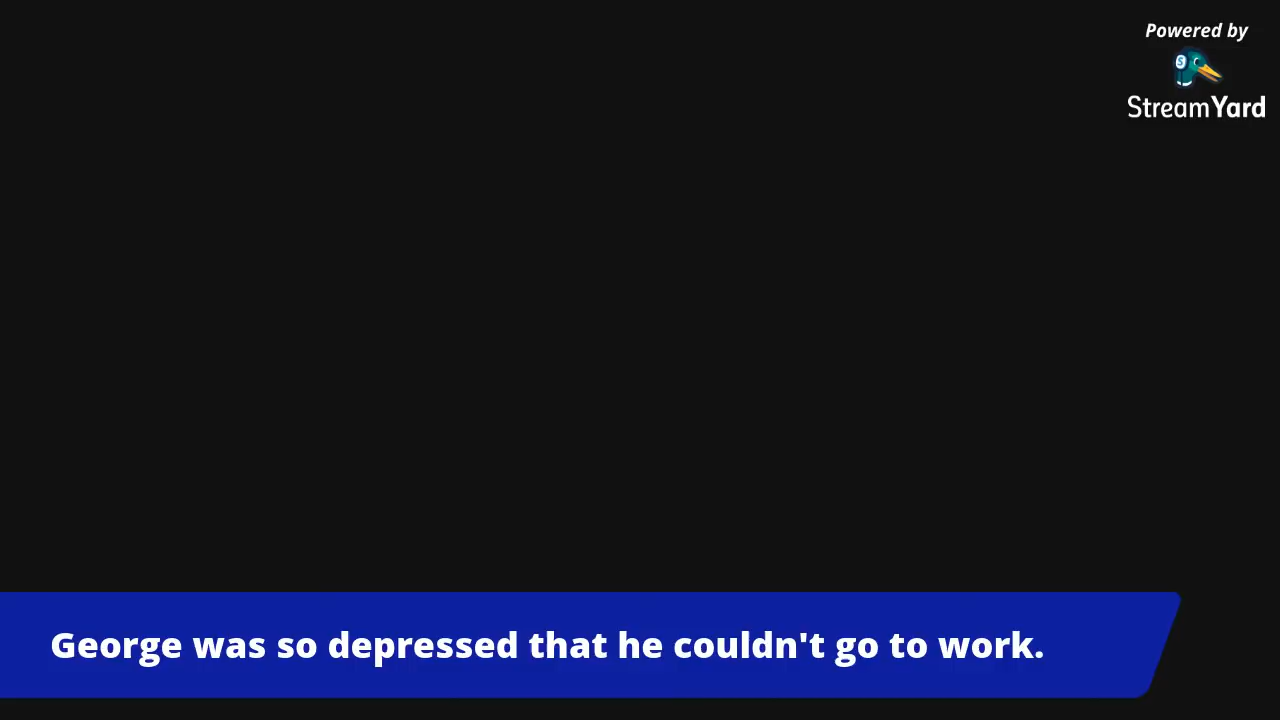 Powered by
S
StreamYard
George was so depressed that he couldn't go to work.